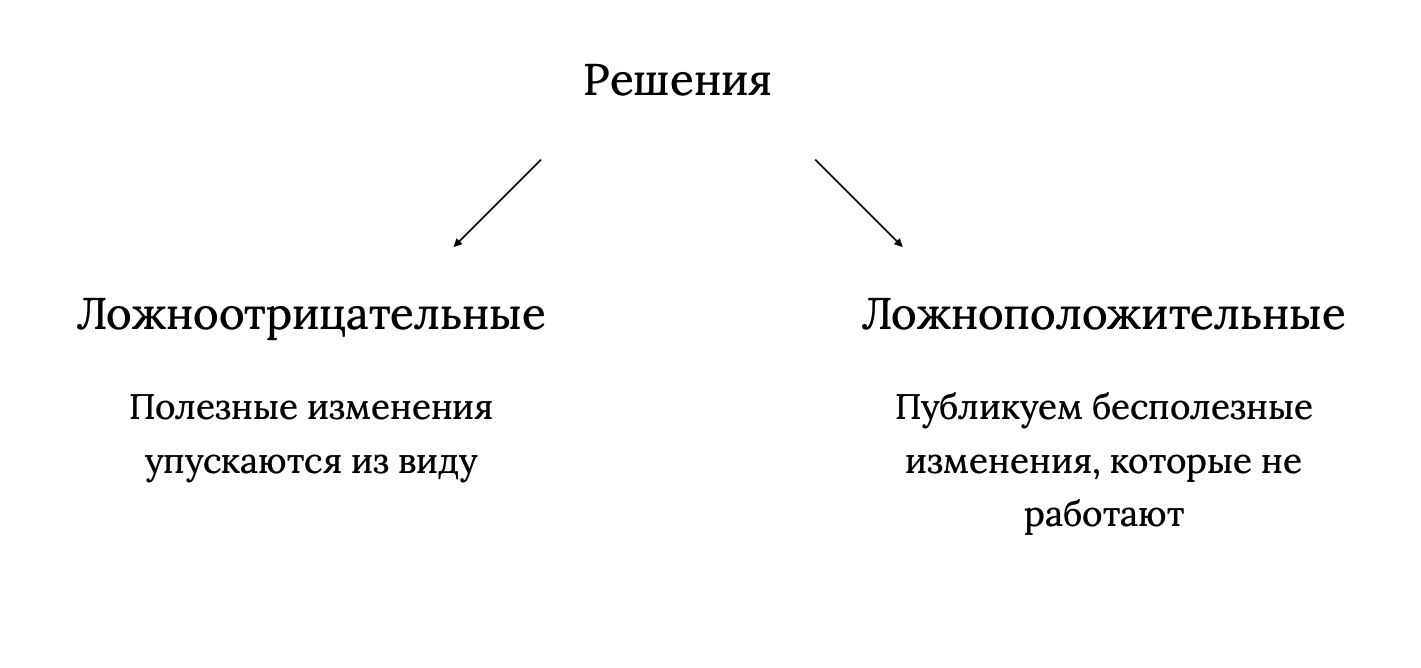 Решения
Ложноотрицательные
Ложноположительные
Полезные изменения
упускаются из виду
Публикуем бесполезные
изменения, которые не
работают